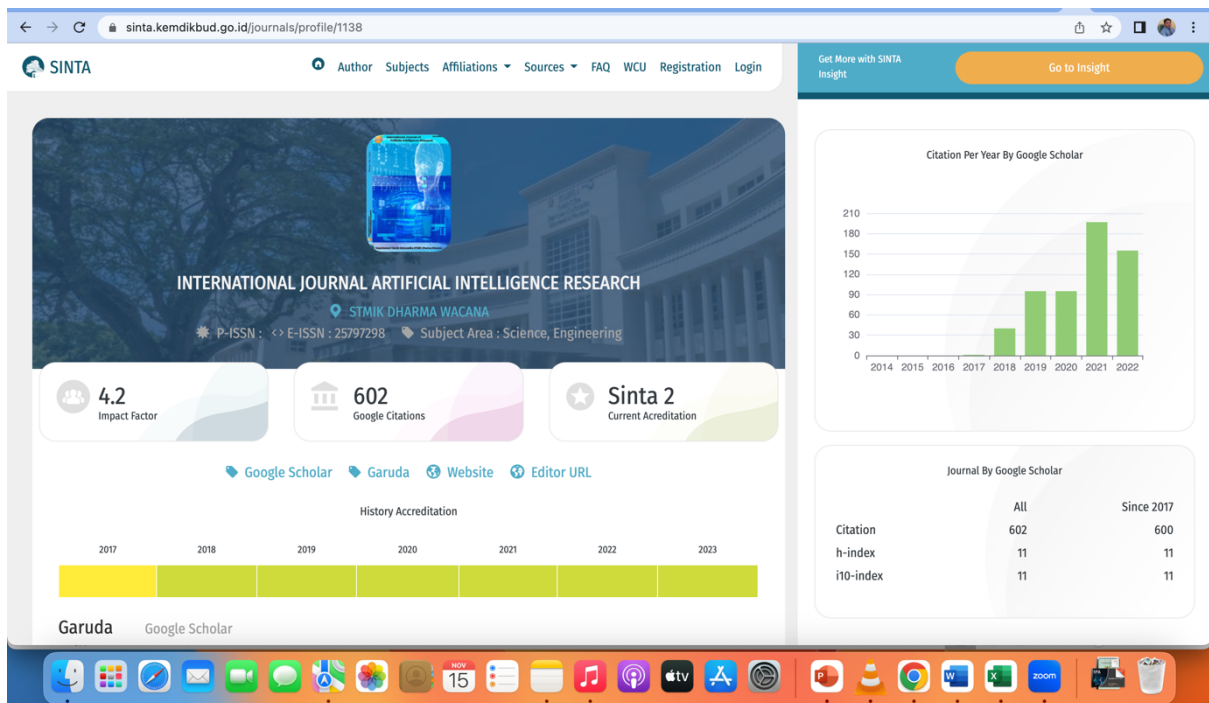 sinta.kemdikbud.go.id/journals/profile/1138
SINTA
Author Subjects Affiliations Sources FAQ WCU Registration Login
Get More with SINTA
Insight
Go to Insight
INTERNATIONAL JOURNAL ARTIFICIAL INTELLIGENCE RESEARCH
STMIK DHARMA WACANA
P-ISSN : <> E-ISSN : 25797298 Subject Area : Science, Engineering
4.2
Impact Factor
602
Google Citations
Sinta 2
Current Acreditation
Google Scholar Garuda Website Editor URL
History Accreditation
2017 2018 2019 2020 2021 2022 2023
Garuda Google Scholar
Citation Per Year By Google Scholar
210
180
150
120
90
60
30
0
2014 2015 2016 2017 2018 2019 2020 2021 2022
Journal By Google Scholar
All Since 2017
Citation 602 600
h-index 11 11
i10-index 11 11
NOV
15
tv
P
W
X
zoom